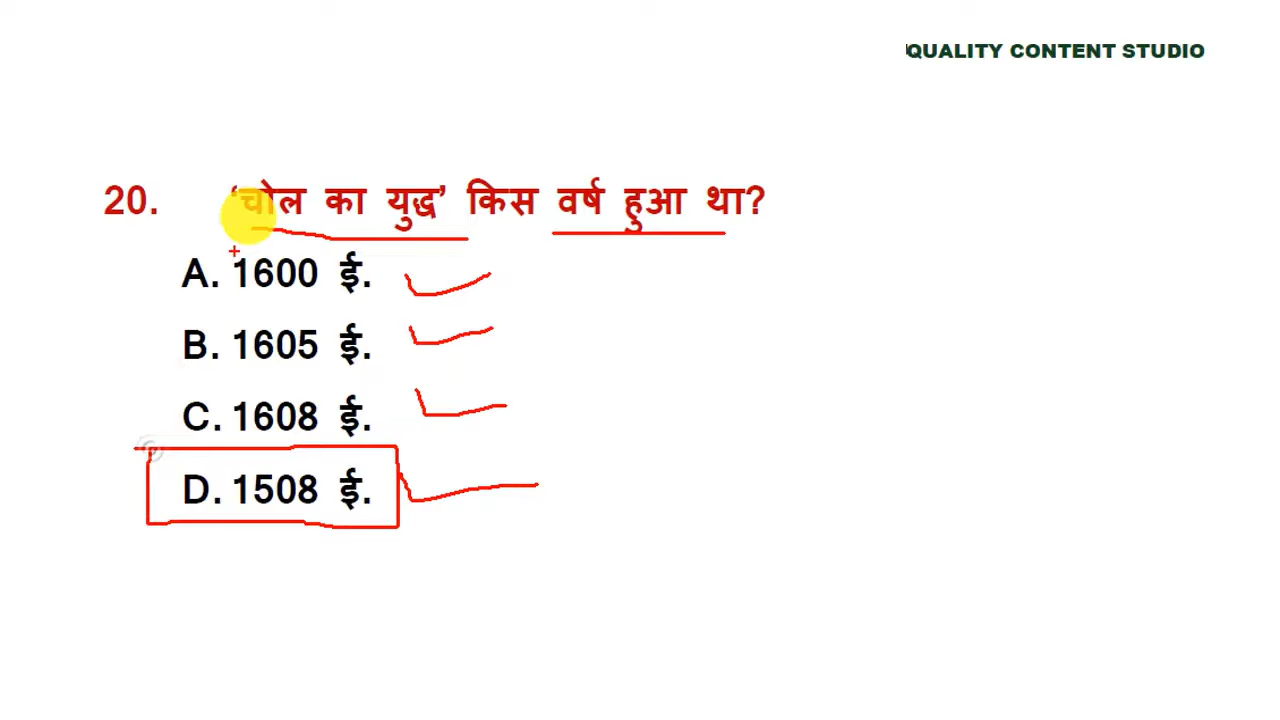 QUALITY CONTENT STUDIO
20. ‘चोल का युद्ध’ किस वर्ष हुआ था?
A. 1600 ई.
B. 1605 ई.
C. 1608 ई.
D. 1508 ई.